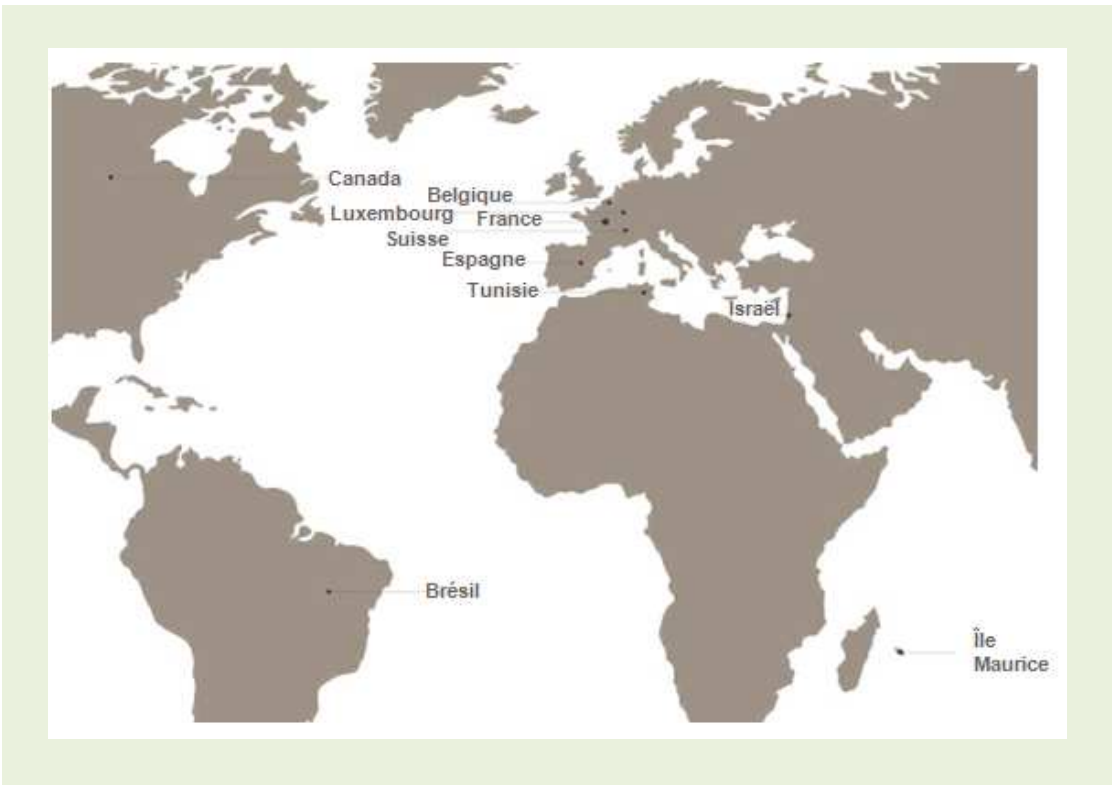 Canada
Belgique
Luxembourg
France
Suisse
Espagne
Tunisie
Israël
Brésil
Île
Maurice